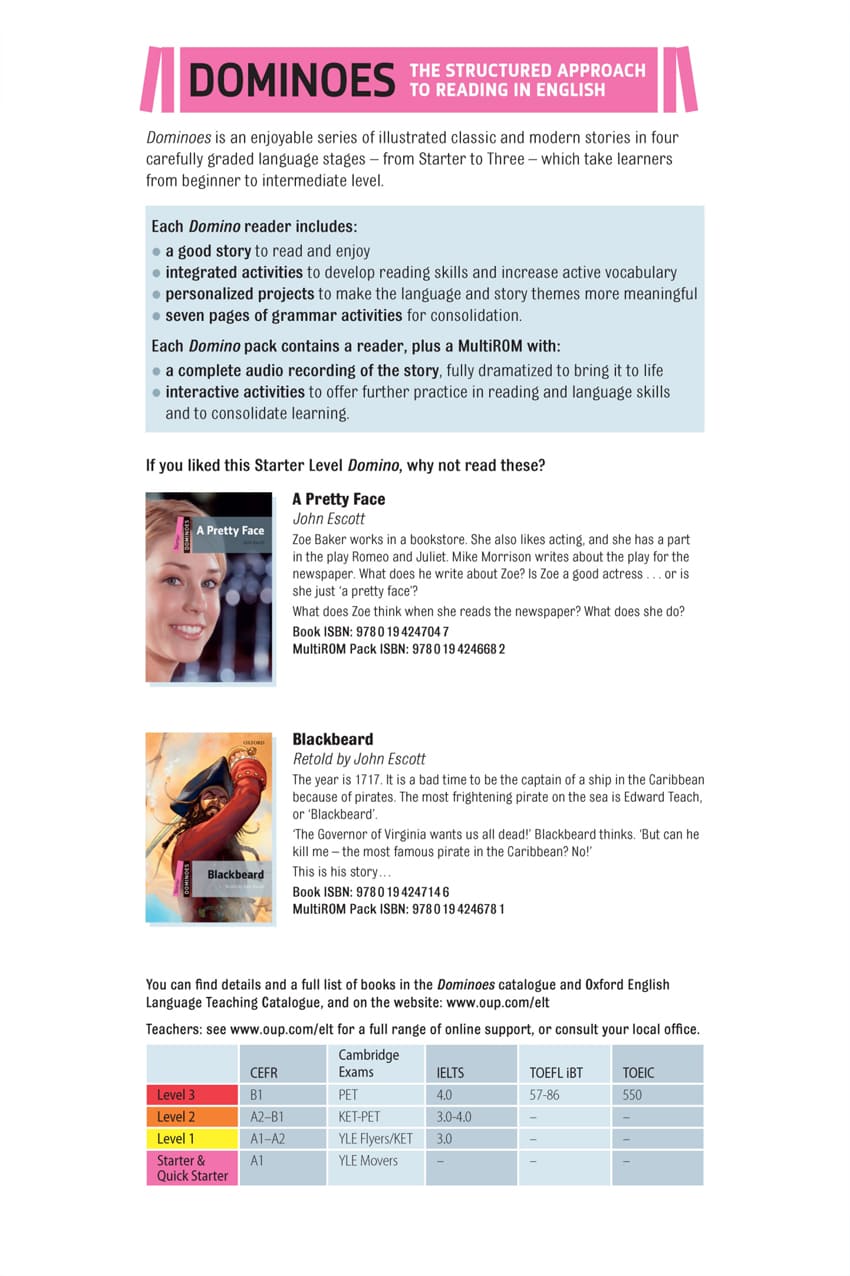 DOMINOES THE STRUCTURED APPROACH
TO READING IN ENGLISH
Dominoes is an enjoyable series of illustrated classic and modern stories in four
carefully graded language stages – from Starter to Three – which take learners
from beginner to intermediate level.
Each Domino reader includes:
● a good story to read and enjoy
● integrated activities to develop reading skills and increase active vocabulary
● personalized projects to make the language and story themes more meaningful
● seven pages of grammar activities for consolidation.
Each Domino pack contains a reader, plus a MultiROM with:
● a complete audio recording of the story, fully dramatized to bring it to life
● interactive activities to offer further practice in reading and language skills
and to consolidate learning.
If you liked this Starter Level Domino, why not read these?
DOMINOES
A Pretty Face
A Pretty Face
John Escott
Zoe Baker works in a bookstore. She also likes acting, and she has a part
in the play Romeo and Juliet. Mike Morrison writes about the play for the
newspaper. What does he write about Zoe? Is Zoe a good actress . . . or is
she just ‘a pretty face’?
What does Zoe think when she reads the newspaper? What does she do?
Book ISBN: 978 0 19 424704 7
MultiROM Pack ISBN: 978 0 19 424668 2
OXFORD
DOMINOES
Blackbeard
Blackbeard
Retold by John Escott
The year is 1717. It is a bad time to be the captain of a ship in the Caribbean
because of pirates. The most frightening pirate on the sea is Edward Teach,
or ‘Blackbeard’.
‘The Governor of Virginia wants us all dead!’ Blackbeard thinks. ‘But can he
kill me – the most famous pirate in the Caribbean? No!’
This is his story...
Book ISBN: 978 0 19 424714 6
MultiROM Pack ISBN: 978 0 19 424678 1
You can find details and a full list of books in the Dominoes catalogue and Oxford English
Language Teaching Catalogue, and on the website: www.oup.com/elt
Teachers: see www.oup.com/elt for a full range of online support, or consult your local office.
CEFR Cambridge Exams IELTS TOEFL iBT TOEIC
Level 3 B1 PET 4.0 57-86 550
Level 2 A2–B1 KET-PET 3.0-4.0 – –
Level 1 A1–A2 YLE Flyers/KET 3.0 – –
Starter & Quick Starter A1 YLE Movers – – –